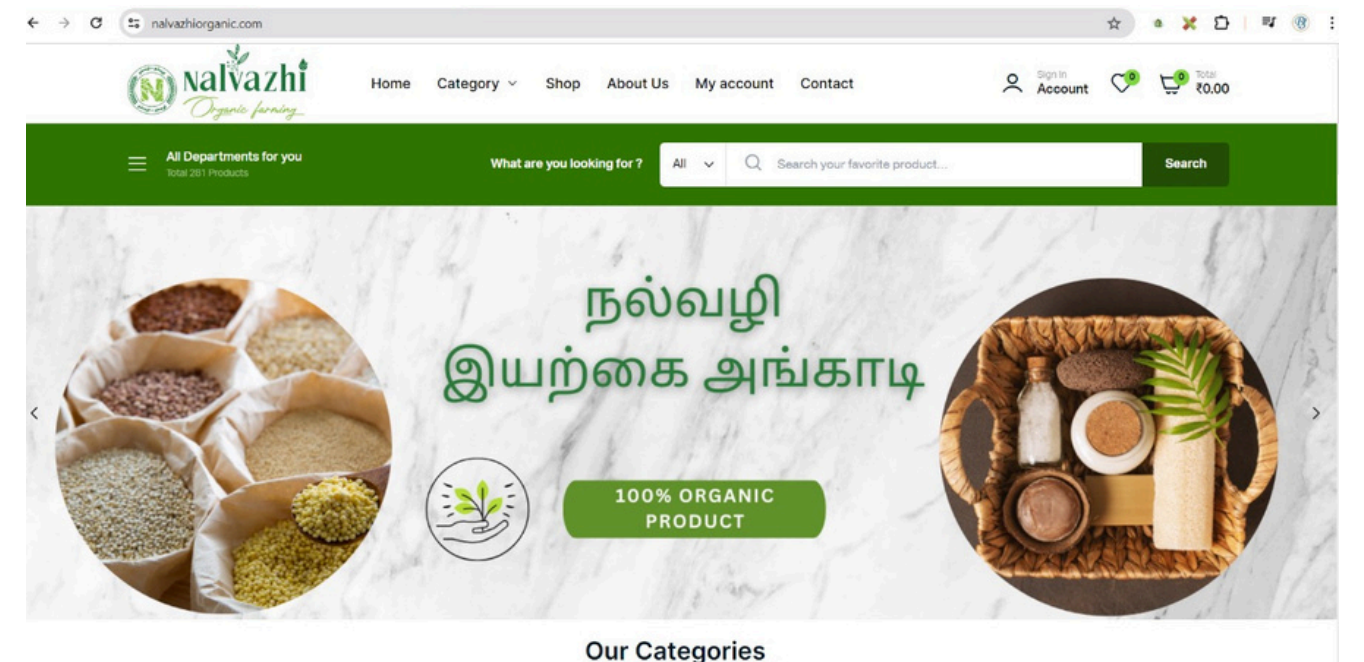 nalvazhiorganic.com
Nalvazhi
Organic farming
Home Category Shop About Us My account Contact
Sign In
Account
0
0
Total
₹0.00
All Departments for you
Total 281 Products
What are you looking for ?
All
Search your favorite product...
Search
நல்வழி
இயற்கை அங்காடி
100% ORGANIC
PRODUCT
Our Categories